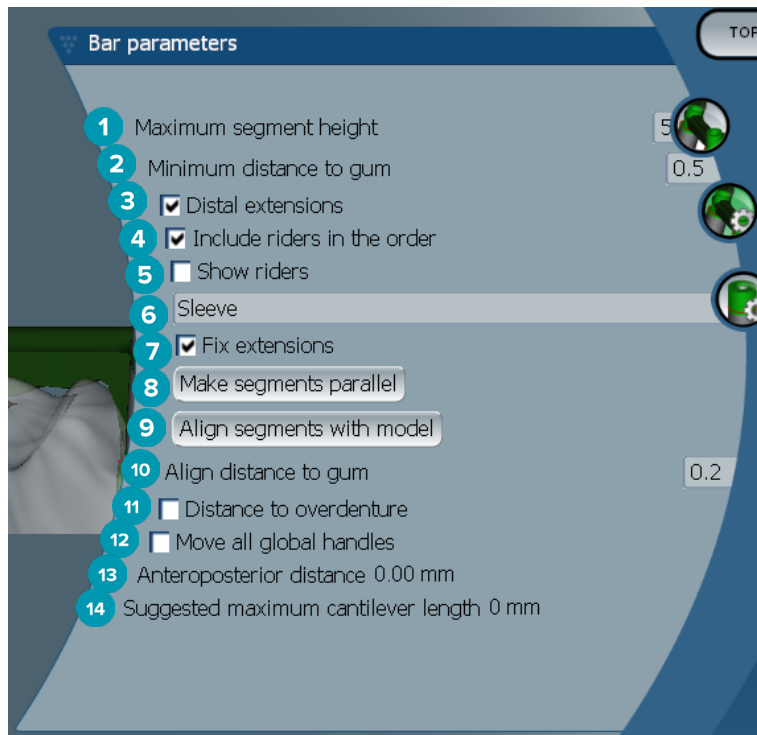 TOP
Bar parameters
1 Maximum segment height 5
2 Minimum distance to gum 0.5
3 Distal extensions
4 Include riders in the order
5 Show riders
6 Sleeve
7 Fix extensions
8 Make segments parallel
9 Align segments with model
10 Align distance to gum 0.2
11 Distance to overdenture
12 Move all global handles
13 Anteroposterior distance 0.00 mm
14 Suggested maximum cantilever length 0 mm